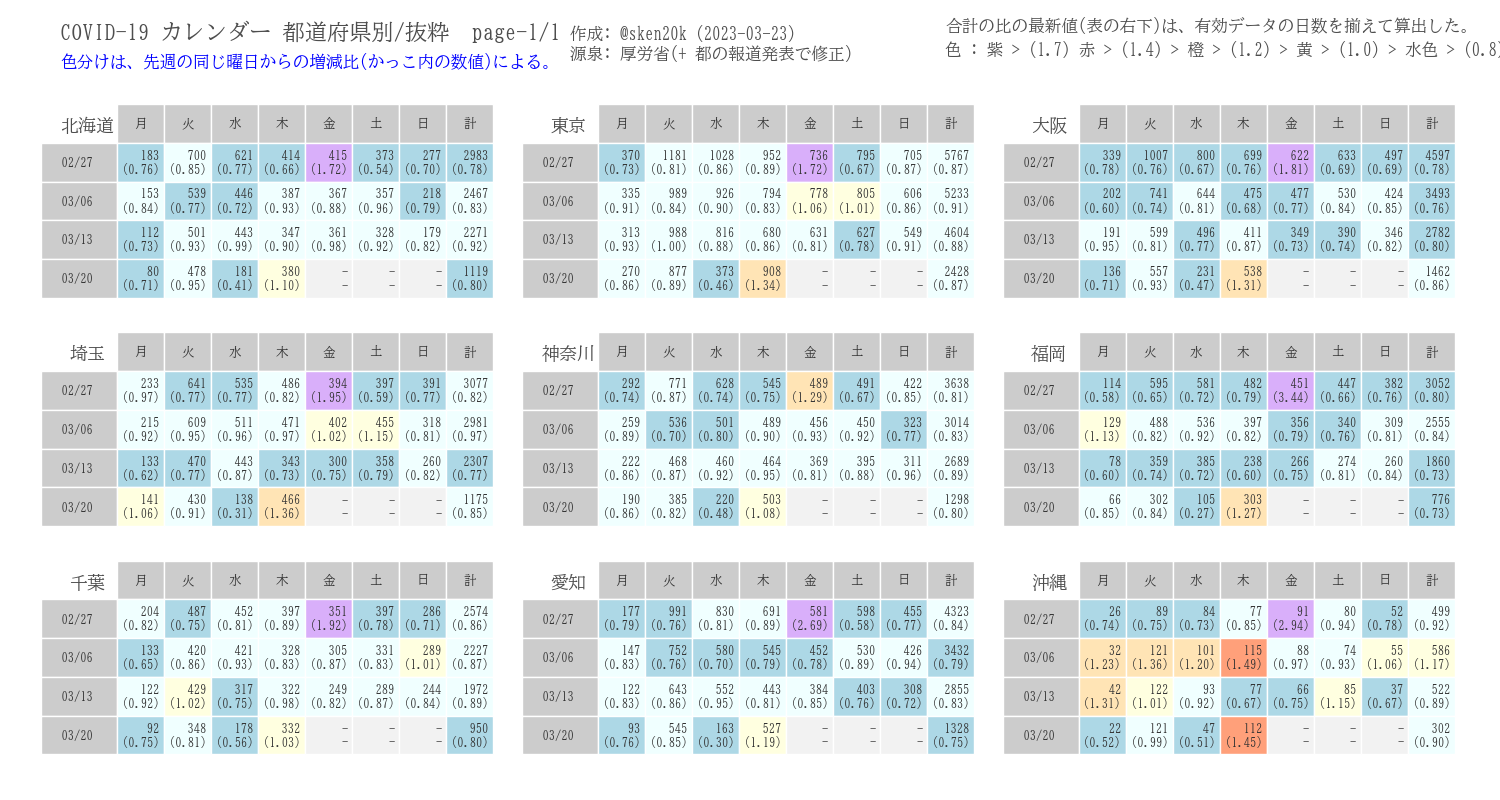 COVID-19 カレンダー 都道府県別/抜粋　page-1/1 作成: @sken20k (2023-03-23)
色分けは、先週の同じ曜日からの増減比(かっこ内の数値)による。 源泉: 厚労省(+ 都の報道発表で修正)
合計の比の最新値(表の右下)は、有効データの日数を揃えて算出した。
色 : 紫 > (1.7) 赤 > (1.4) 橙 > (1.2) 黄 > (1.0) 水色 > (0.8)
北海道 月 火 水 木 金 土 日 計
02/27 183 700 621 414 415 373 277 2983
(0.76) (0.85) (0.77) (0.66) (1.72) (0.54) (0.70) (0.78)
03/06 153 539 446 387 367 357 218 2467
(0.84) (0.77) (0.72) (0.93) (0.88) (0.96) (0.79) (0.83)
03/13 112 501 443 347 361 328 179 2271
(0.73) (0.93) (0.99) (0.90) (0.98) (0.92) (0.82) (0.92)
03/20 80 478 181 380 - - - 1119
(0.71) (0.95) (0.41) (1.10) - - - (0.80)
東京 月 火 水 木 金 土 日 計
02/27 370 1181 1028 952 736 795 705 5767
(0.73) (0.81) (0.86) (0.89) (1.72) (0.67) (0.87) (0.87)
03/06 335 989 926 794 778 805 606 5233
(0.91) (0.84) (0.90) (0.83) (1.06) (1.01) (0.86) (0.91)
03/13 313 988 816 680 631 627 549 4604
(0.93) (1.00) (0.88) (0.86) (0.81) (0.78) (0.91) (0.88)
03/20 270 877 373 908 - - - 2428
(0.86) (0.89) (0.46) (1.34) - - - (0.87)
大阪 月 火 水 木 金 土 日 計
02/27 339 1007 800 699 622 633 497 4597
(0.78) (0.76) (0.67) (0.76) (1.81) (0.69) (0.69) (0.78)
03/06 202 741 644 475 477 530 424 3493
(0.60) (0.74) (0.81) (0.68) (0.77) (0.84) (0.85) (0.76)
03/13 191 599 496 411 349 390 346 2782
(0.95) (0.81) (0.77) (0.87) (0.73) (0.74) (0.82) (0.80)
03/20 136 557 231 538 - - - 1462
(0.71) (0.93) (0.47) (1.31) - - - (0.86)
埼玉 月 火 水 木 金 土 日 計
02/27 233 641 535 486 394 397 391 3077
(0.97) (0.77) (0.77) (0.82) (1.95) (0.59) (0.77) (0.82)
03/06 215 609 511 471 402 455 318 2981
(0.92) (0.95) (0.96) (0.97) (1.02) (1.15) (0.81) (0.97)
03/13 133 470 443 343 300 358 260 2307
(0.62) (0.77) (0.87) (0.73) (0.75) (0.79) (0.82) (0.77)
03/20 141 430 138 466 - - - 1175
(1.06) (0.91) (0.31) (1.36) - - - (0.85)
神奈川 月 火 水 木 金 土 日 計
02/27 292 771 628 545 489 491 422 3638
(0.74) (0.87) (0.74) (0.75) (1.29) (0.67) (0.85) (0.81)
03/06 259 536 501 489 456 450 323 3014
(0.89) (0.70) (0.80) (0.90) (0.93) (0.92) (0.77) (0.83)
03/13 222 468 460 464 369 395 311 2689
(0.86) (0.87) (0.92) (0.95) (0.81) (0.88) (0.96) (0.89)
03/20 190 385 220 503 - - - 1298
(0.86) (0.82) (0.48) (1.08) - - - (0.80)
福岡 月 火 水 木 金 土 日 計
02/27 114 595 581 482 451 447 382 3052
(0.58) (0.65) (0.72) (0.79) (3.44) (0.66) (0.76) (0.80)
03/06 129 488 536 397 356 340 309 2555
(1.13) (0.82) (0.92) (0.82) (0.79) (0.76) (0.81) (0.84)
03/13 78 359 385 238 266 274 260 1860
(0.60) (0.74) (0.72) (0.60) (0.75) (0.81) (0.84) (0.73)
03/20 66 302 105 303 - - - 776
(0.85) (0.84) (0.27) (1.27) - - - (0.73)
千葉 月 火 水 木 金 土 日 計
02/27 204 487 452 397 351 397 286 2574
(0.82) (0.75) (0.81) (0.89) (1.92) (0.78) (0.71) (0.86)
03/06 133 420 421 328 305 331 289 2227
(0.65) (0.86) (0.93) (0.83) (0.87) (0.83) (1.01) (0.87)
03/13 122 429 317 322 249 289 244 1972
(0.92) (1.02) (0.75) (0.98) (0.82) (0.87) (0.84) (0.89)
03/20 92 348 178 332 - - - 950
(0.75) (0.81) (0.56) (1.03) - - - (0.80)
愛知 月 火 水 木 金 土 日 計
02/27 177 991 830 691 581 598 455 4323
(0.79) (0.76) (0.81) (0.89) (2.69) (0.58) (0.77) (0.84)
03/06 147 752 580 545 452 530 426 3432
(0.83) (0.76) (0.70) (0.79) (0.78) (0.89) (0.94) (0.79)
03/13 122 643 552 443 384 403 308 2855
(0.83) (0.86) (0.95) (0.81) (0.85) (0.76) (0.72) (0.83)
03/20 93 545 163 527 - - - 1328
(0.76) (0.85) (0.30) (1.19) - - - (0.75)
沖縄 月 火 水 木 金 土 日 計
02/27 26 89 84 77 91 80 52 499
(0.74) (0.75) (0.73) (0.85) (2.94) (0.94) (0.78) (0.92)
03/06 32 121 101 115 88 74 55 586
(1.23) (1.36) (1.20) (1.49) (0.97) (0.93) (1.06) (1.17)
03/13 42 122 93 77 66 85 37 522
(1.31) (1.01) (0.92) (0.67) (0.75) (1.15) (0.67) (0.89)
03/20 22 121 47 112 - - - 302
(0.52) (0.99) (0.51) (1.45) - - - (0.90)